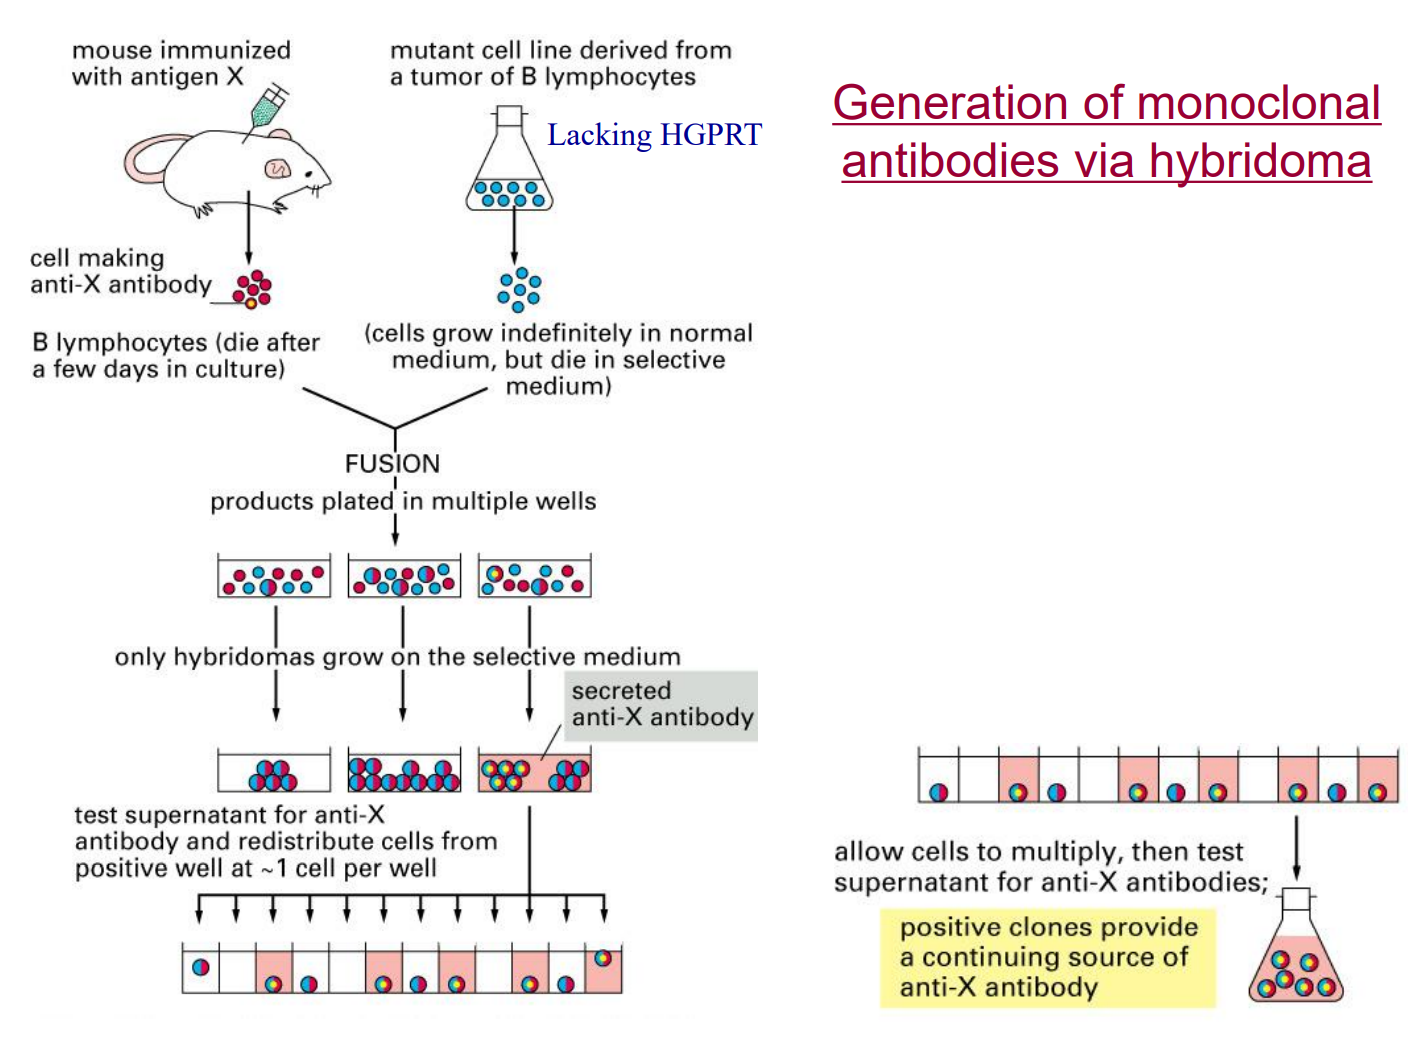 Generation of monoclonal
antibodies via hybridoma
mouse immunized
with antigen X
mutant cell line derived from
a tumor of B lymphocytes
Lacking HGPRT
cell making
anti-X antibody
B lymphocytes (die after
a few days in culture)
(cells grow indefinitely in normal
medium, but die in selective
medium)
FUSION
products plated in multiple wells
only hybridomas grow on the selective medium
secreted
anti-X antibody
test supernatant for anti-X
antibody and redistribute cells from
positive well at ~1 cell per well
allow cells to multiply, then test
supernatant for anti-X antibodies;
positive clones provide
a continuing source of
anti-X antibody